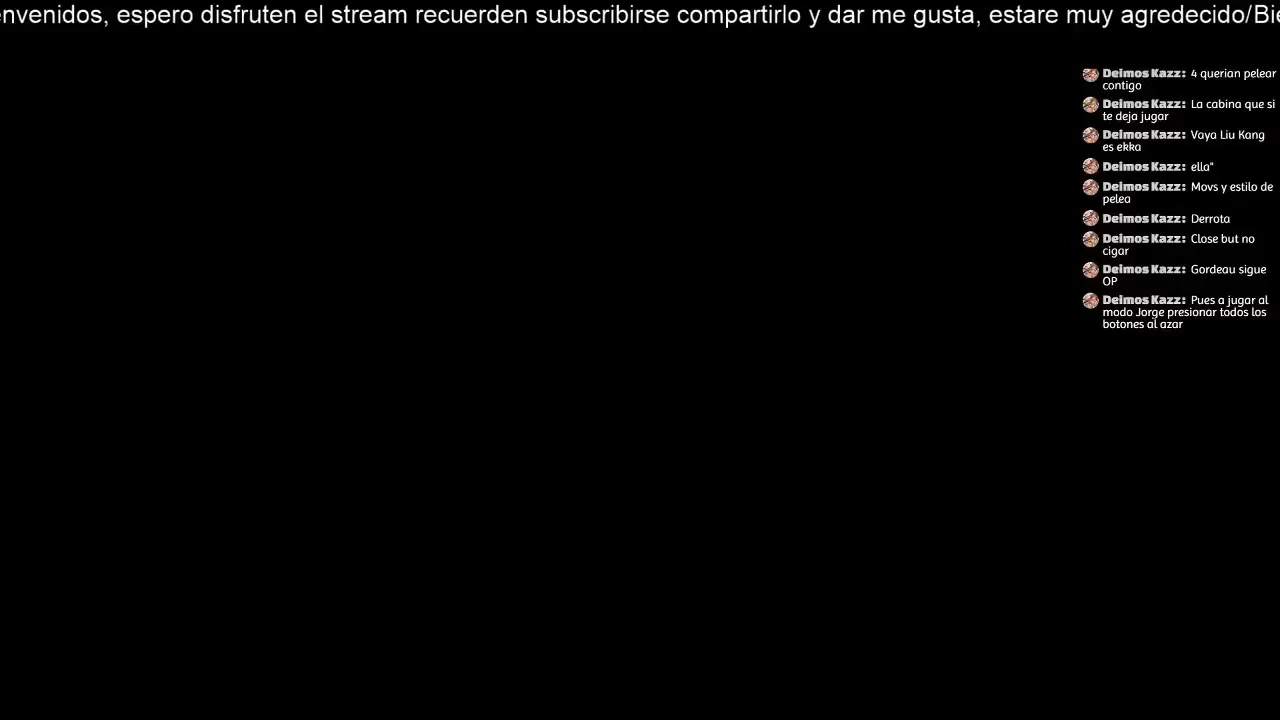 envenidos, espero disfruten el stream recuerden subscribirse compartirlo y dar me gusta, estare muy agredecido/Bie
Deimos Kazz: 4 querian pelear
contigo
Deimos Kazz: La cabina que si
te deja jugar
Deimos Kazz: Vaya Liu Kang
es ekka
Deimos Kazz: ella"
Deimos Kazz: Movs y estilo de
pelea
Deimos Kazz: Derrota
Deimos Kazz: Close but no
cigar
Deimos Kazz: Gordeau sigue
OP
Deimos Kazz: Pues a jugar al
modo Jorge presionar todos los
botones al azar